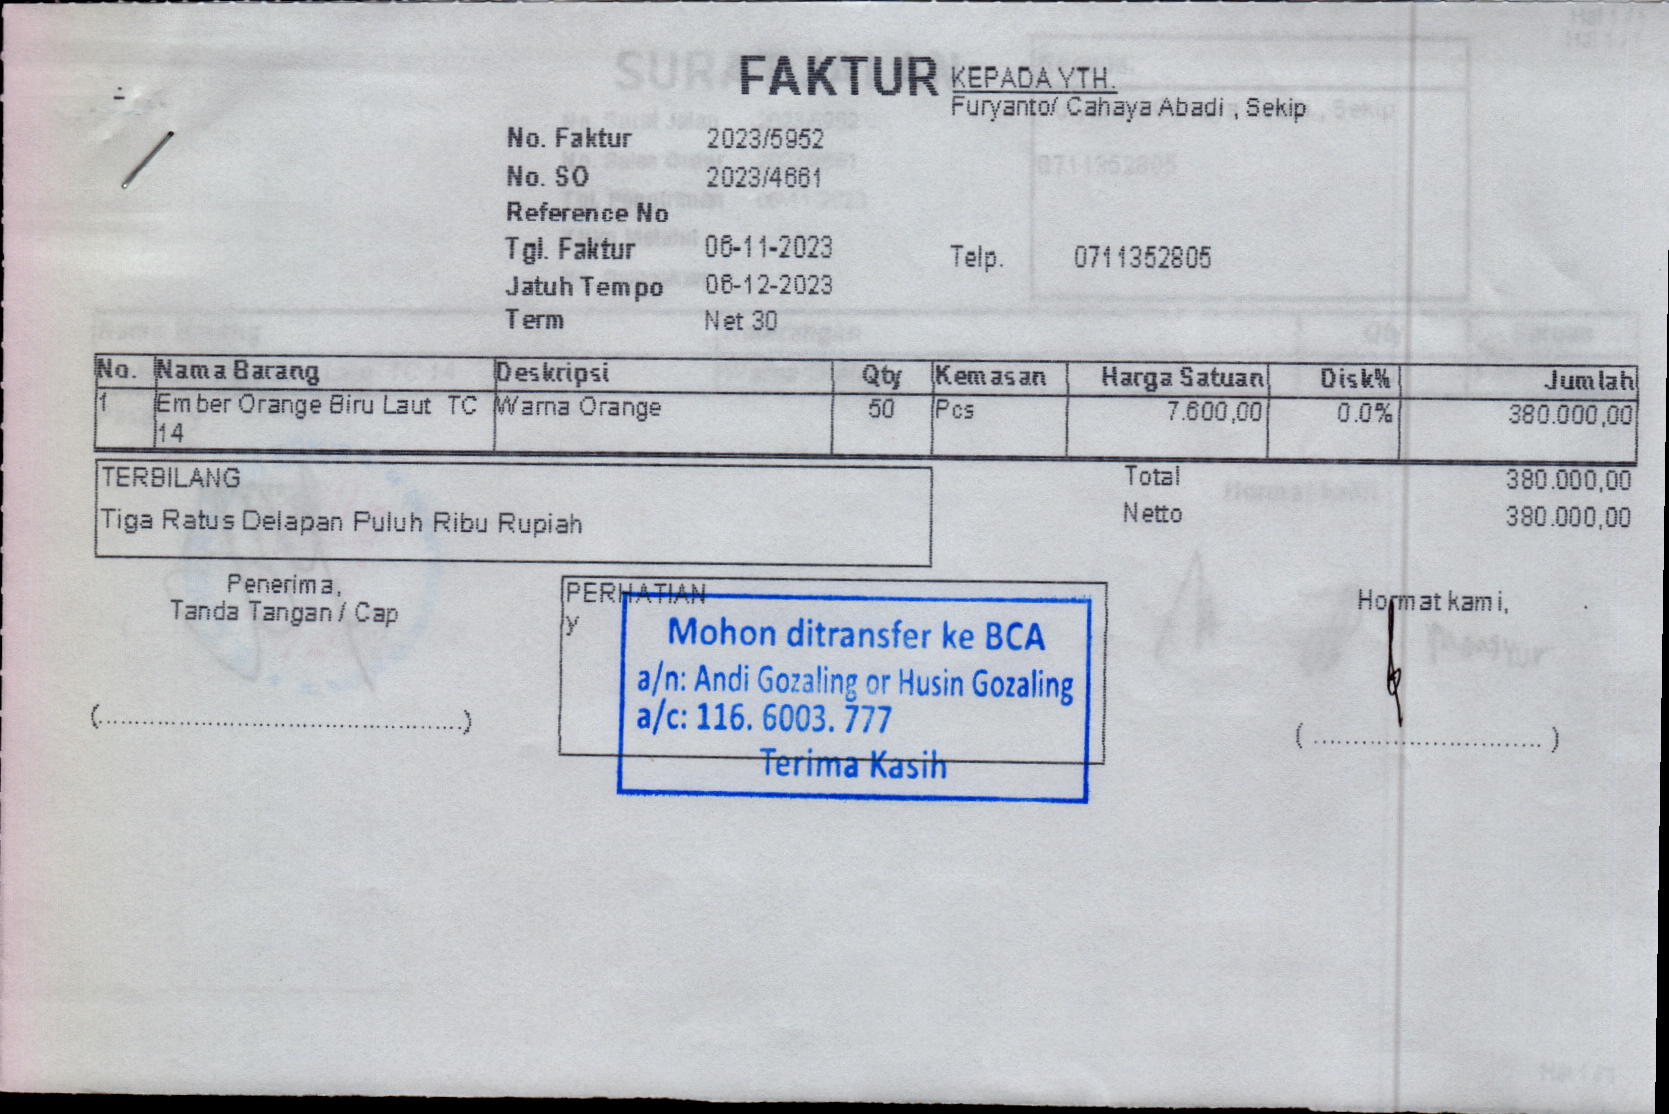 FAKTUR
KEPADA YTH.
Furyanto/ Cahaya Abadi , Sekip
No. Faktur 2023/5952
No. SO 2023/4661
Reference No
Tgl. Faktur 06-11-2023
Telp. 0711352805
Jatuh Tempo 06-12-2023
Term Net 30
No. Nama Barang Deskripsi Qty Kemasan Harga Satuan Disk% Jumlah
1 Ember Orange Biru Laut TC Warna Orange 50 Pcs 7.600,00 0.0% 380.000,00
14
TERBILANG
Total 380.000,00
Tiga Ratus Delapan Puluh Ribu Rupiah
Netto 380.000,00
Penerima,
Tanda Tangan / Cap
PERHATIAN
y
Hormat kami,
Mohon ditransfer ke BCA
a/n: Andi Gozaling or Husin Gozaling
a/c: 116. 6003. 777
Terima Kasih
(............................................................)
(..............................)